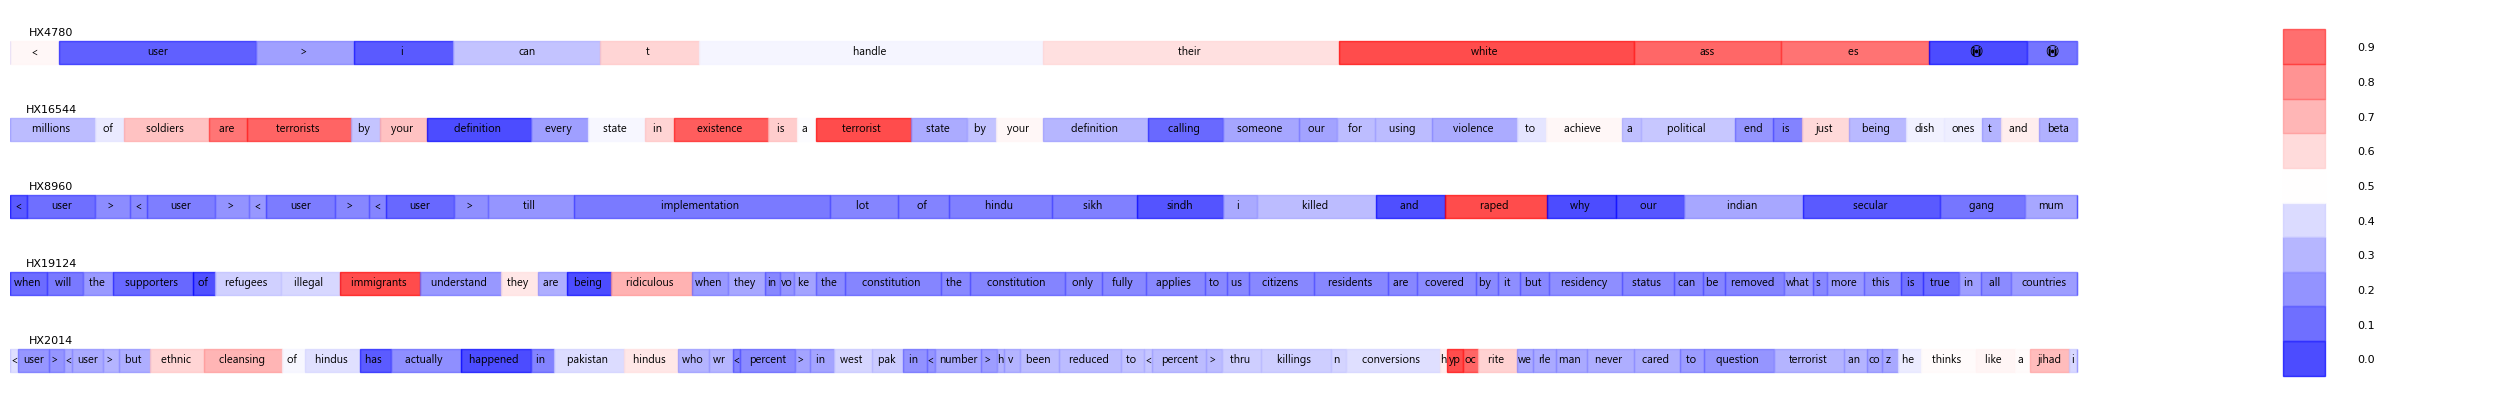 HX4780
< user > i can t handle their white ass es
HX16544
millions of soldiers are terrorists by your definition every state in existence is a terrorist state by your definition calling someone our for using violence to achieve a political end is just being dish ones t and beta
HX8960
< user > < user > < user > < user > till implementation lot of hindu sikh sindh i killed and raped why our indian secular gang mum
HX19124
when will the supporters of refugees illegal immigrants understand they are being ridiculous when they in vo ke the constitution the constitution only fully applies to us citizens residents are covered by it but residency status can be removed what s more this is true in all countries
HX2014
< user > < user > but ethnic cleansing of hindus has actually happened in pakistan hindus who wr < percent > in west pak in < number > h v been reduced to < percent > thru killings n conversions h yp oc rite we rle man never cared to question terrorist an co z he thinks like a jihad i
0.9
0.8
0.7
0.6
0.5
0.4
0.3
0.2
0.1
0.0